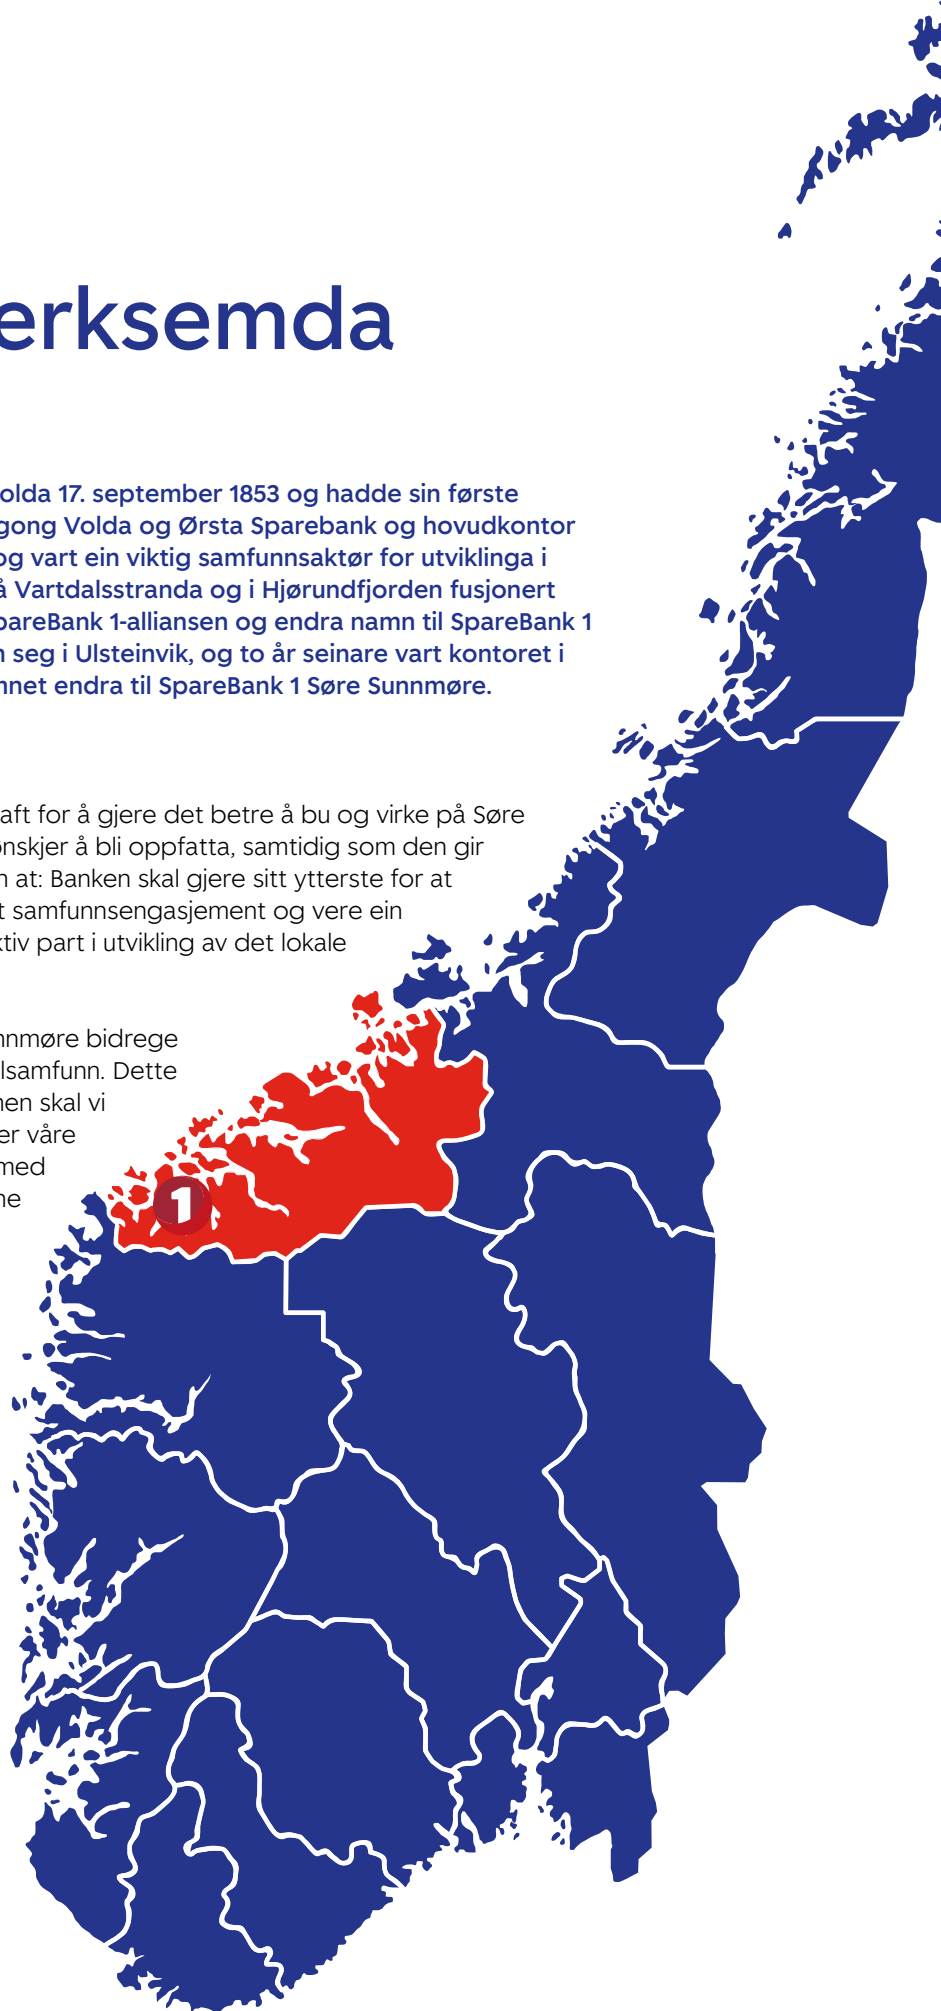 erksemda
olda 17. september 1853 og hadde sin første
gong Volda og Ørsta Sparebank og hovudkontor
og vart ein viktig samfunnsaktør for utviklinga i
å Vartdalsstranda og i Hjørundfjorden fusjonert
pareBank 1-alliansen og endra namn til SpareBank 1
n seg i Ulsteinvik, og to år seinare vart kontoret i
nnet endra til SpareBank 1 Søre Sunnmøre.
aft for å gjere det betre å bu og virke på Søre
ønskjer å bli oppfatta, samtidig som den gir
n at: Banken skal gjere sitt ytterste for at
t samfunnsengasjement og vere ein
ktiv part i utvikling av det lokale
nnmøre bidrege
lsamfunn. Dette
men skal vi
er våre
med
ne
1